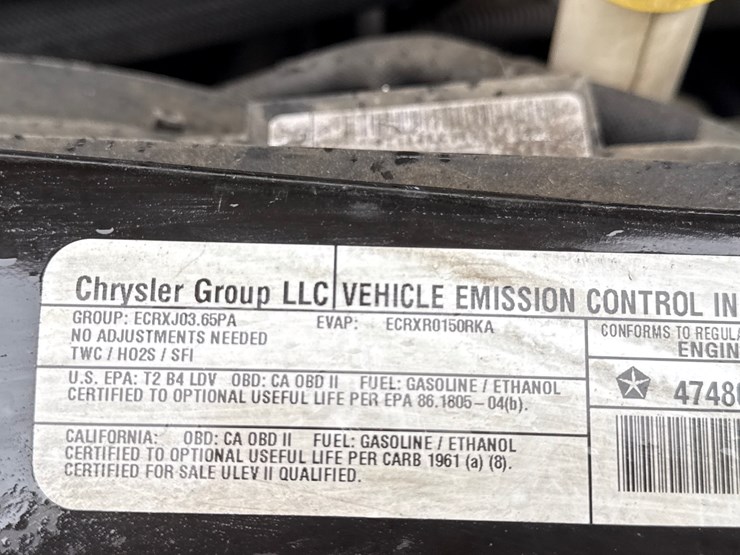 Chrysler Group LLC VEHICLE EMISSION CONTROL IN
GROUP: ECRXJ03.65PA EVAP: ECRXR0150RKA
NO ADJUSTMENTS NEEDED
TWC / HO2S / SFI
CONFORMS TO REGULA
ENGIN
U.S. EPA: T2 B4 LDV OBD: CA OBD II FUEL: GASOLINE / ETHANOL
CERTIFIED TO OPTIONAL USEFUL LIFE PER EPA 86.1805-04(b).
4748
CALIFORNIA: OBD: CA OBD II FUEL: GASOLINE / ETHANOL
CERTIFIED TO OPTIONAL USEFUL LIFE PER CARB 1961 (a) (8).
CERTIFIED FOR SALE ULEV II QUALIFIED.